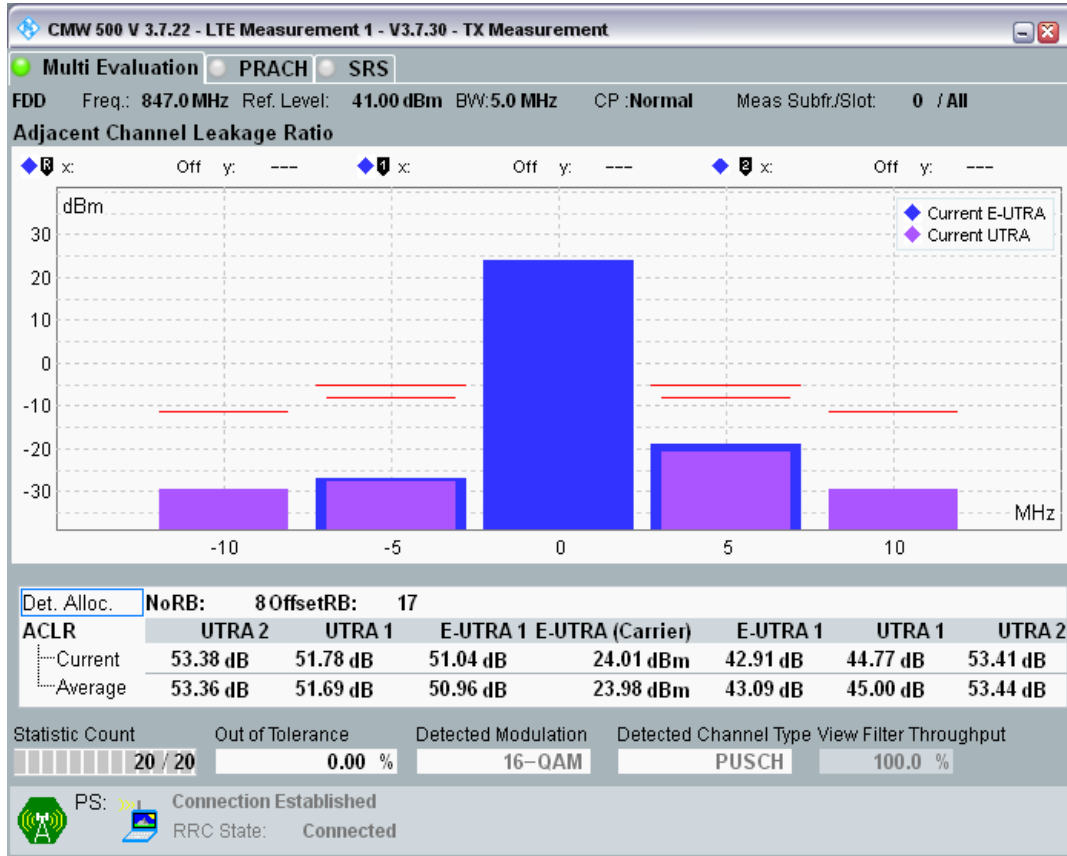 CMW 500 V 3.7.22 - LTE Measurement 1 - V3.7.30 - TX Measurement
Multi Evaluation PRACH SRS
FDD Freq.: 847.0 MHz Ref. Level: 41.00 dBm BW: 5.0 MHz CP :Normal Meas Subfr./Slot: 0 / All
Adjacent Channel Leakage Ratio
R x: Off y: --- 1 x: Off y: --- 2 x: Off y: ---
dBm
Current E-UTRA
Current UTRA
30
20
10
0
-10
-20
-30
MHz
-10 -5 0 5 10
Det. Alloc. NoRB: 8 OffsetRB: 17
ACLR UTRA 2 UTRA 1 E-UTRA 1 E-UTRA (Carrier) E-UTRA 1 UTRA 1 UTRA 2
Current 53.38 dB 51.78 dB 51.04 dB 24.01 dBm 42.91 dB 44.77 dB 53.41 dB
Average 53.36 dB 51.69 dB 50.96 dB 23.98 dBm 43.09 dB 45.00 dB 53.44 dB
Statistic Count Out of Tolerance Detected Modulation Detected Channel Type View Filter Throughput
20 / 20 0.00 % 16-QAM PUSCH 100.0 %
PS: Connection Established
RRC State: Connected